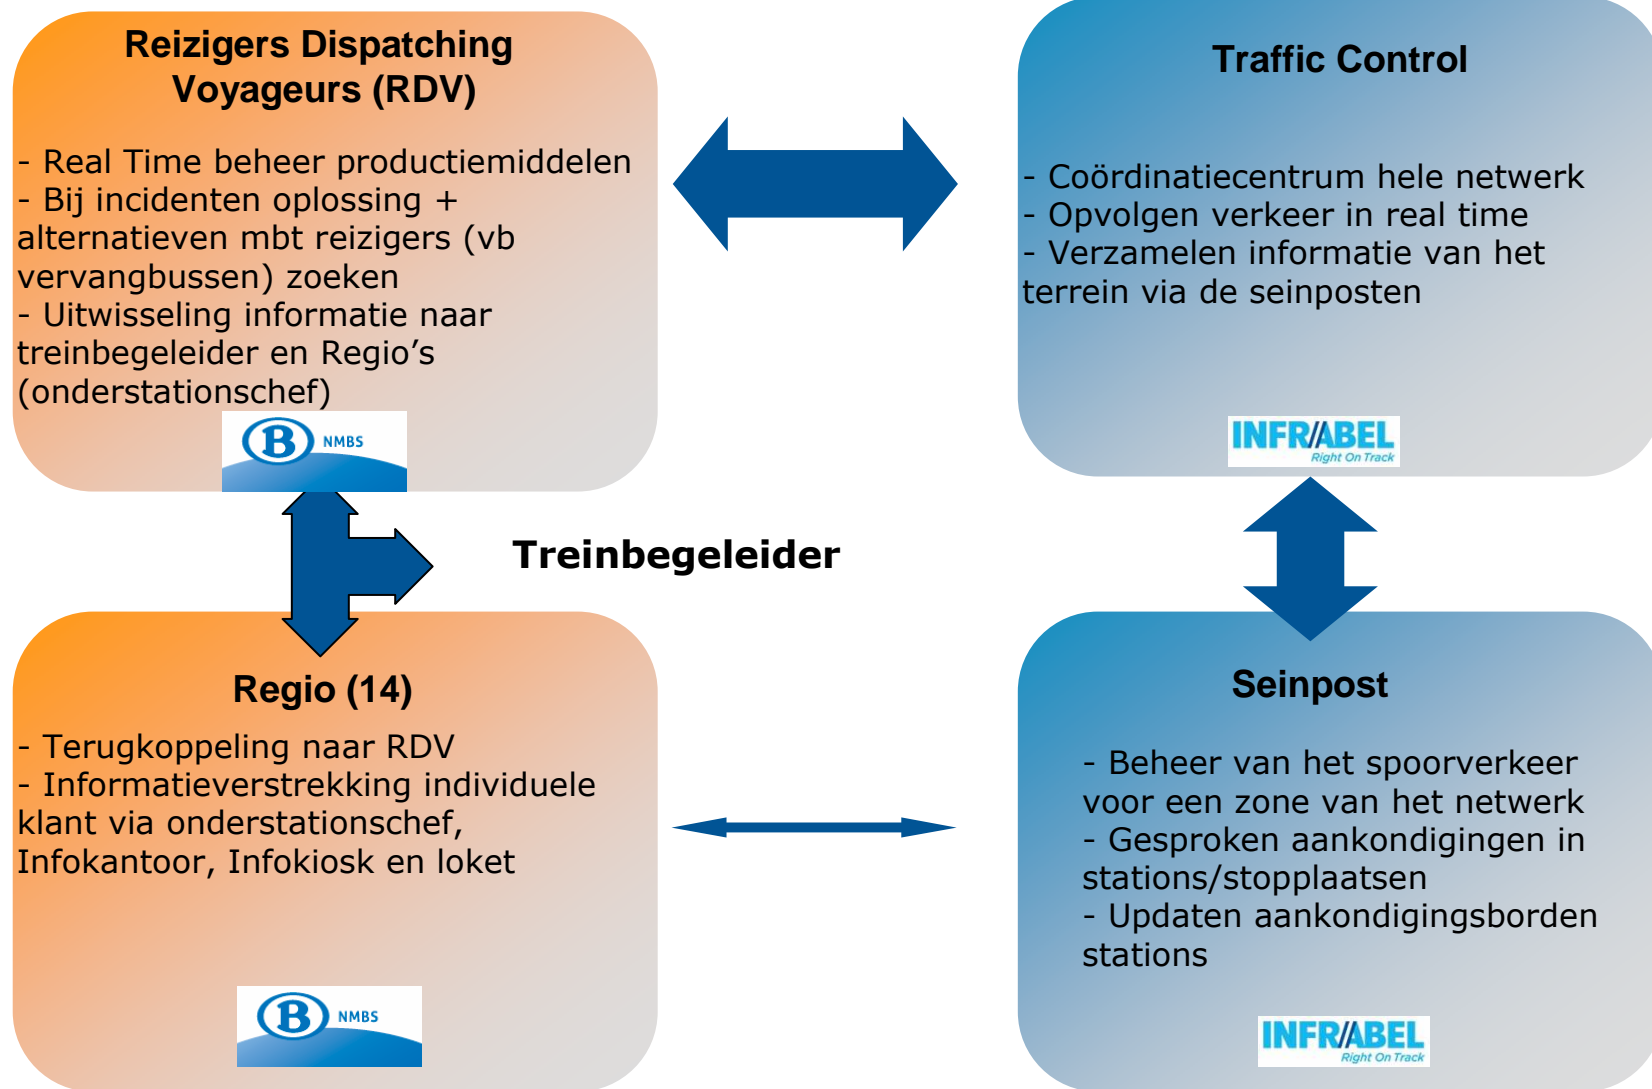 Reizigers Dispatching
Voyageurs (RDV)
- Real Time beheer productiemiddelen
- Bij incidenten oplossing +
alternatieven mbt reizigers (vb
vervangbussen) zoeken
- Uitwisseling informatie naar
treinbegeleider en Regio’s
(onderstationschef)
B NMBS
Traffic Control
- Coördinatiecentrum hele netwerk
- Opvolgen verkeer in real time
- Verzamelen informatie van het
terrein via de seinposten
INFRABEL
Right On Track
Treinbegeleider
Regio (14)
- Terugkoppeling naar RDV
- Informatieverstrekking individuele
klant via onderstationschef,
Infokantoor, Infokiosk en loket
B NMBS
Seinpost
- Beheer van het spoorverkeer
voor een zone van het netwerk
- Gesproken aankondigingen in
stations/stopplaatsen
- Updaten aankondigingsborden
stations
INFRABEL
Right On Track